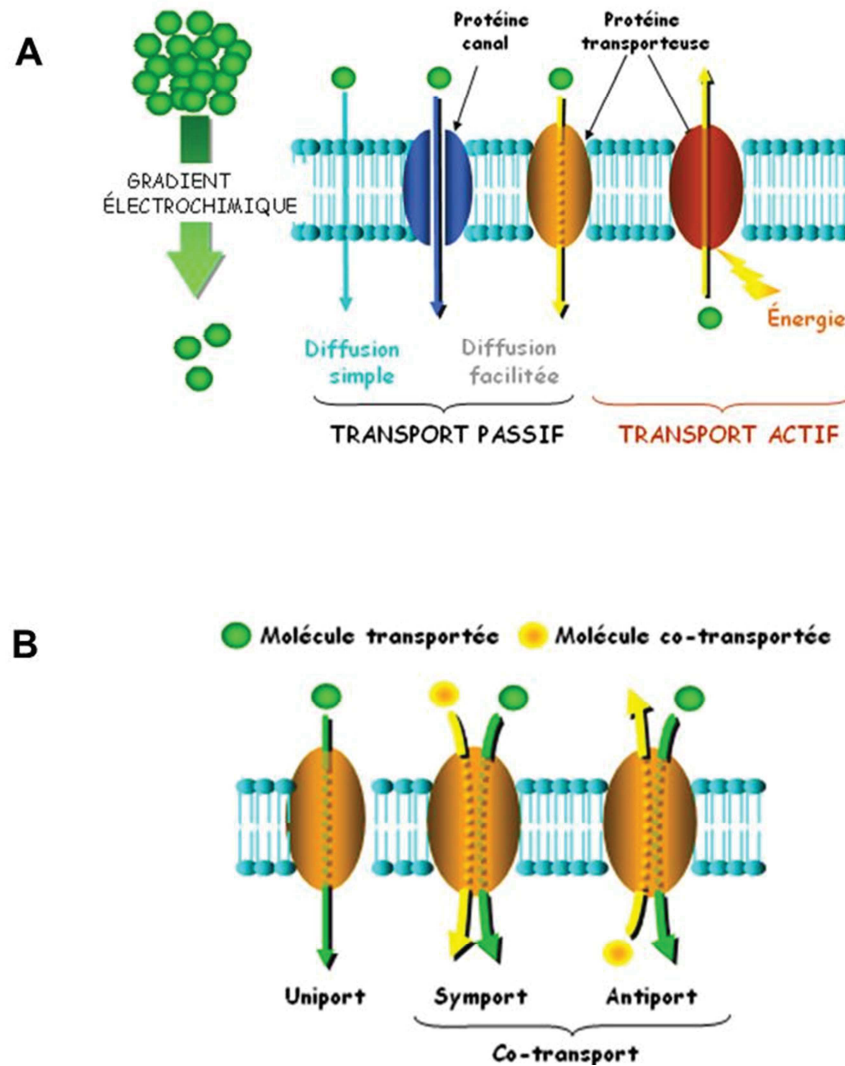 A
Protéine
canal
Protéine
transporteuse
GRADIENT
ÉLECTROCHIMIQUE
Énergie
Diffusion
simple
Diffusion
facilitée
TRANSPORT PASSIF
TRANSPORT ACTIF
B
Molécule transportée
Molécule co-transportée
Uniport
Symport
Antiport
Co-transport